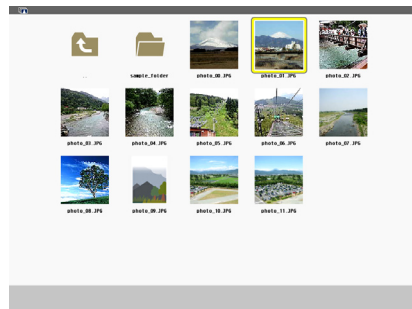 ..
sample_folder
photo_00.JPG
photo_01.JPG
photo_02.JPG
photo_03.JPG
photo_04.JPG
photo_05.JPG
photo_06.JPG
photo_07.JPG
photo_08.JPG
photo_09.JPG
photo_10.JPG
photo_11.JPG